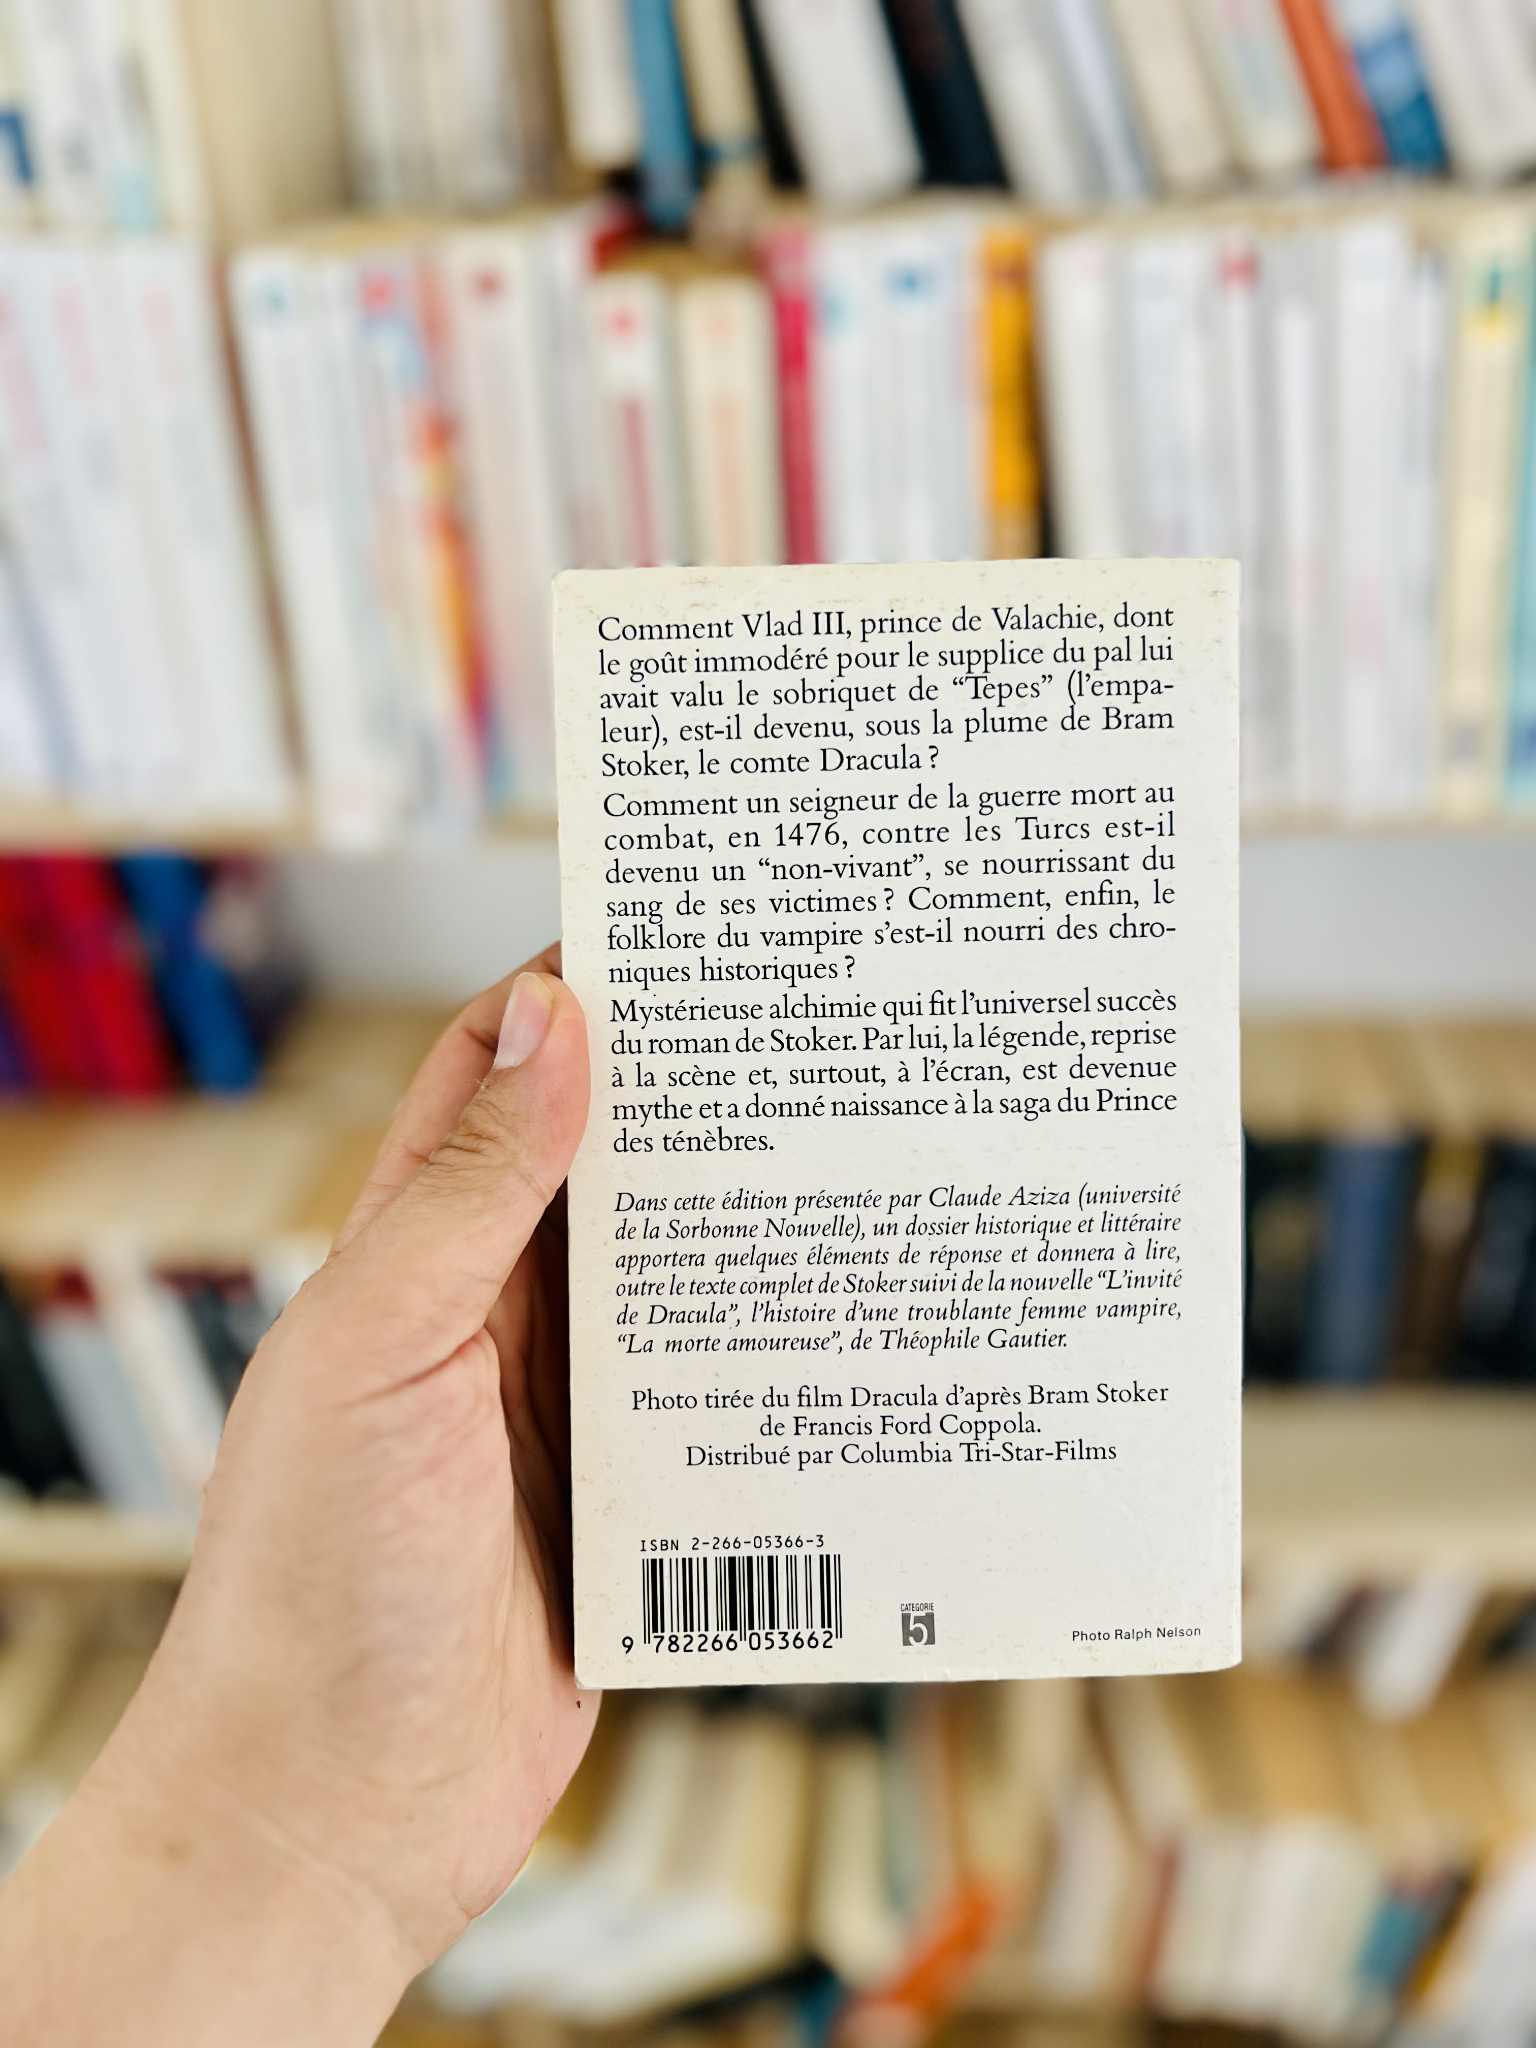 Comment Vlad III, prince de Valachie, dont
le goût immodéré pour le supplice du pal lui
avait valu le sobriquet de “Tepes” (l’empa-
leur), est-il devenu, sous la plume de Bram
Stoker, le comte Dracula ?
Comment un seigneur de la guerre mort au
combat, en 1476, contre les Turcs est-il
devenu un “non-vivant”, se nourrissant du
sang de ses victimes ? Comment, enfin, le
folklore du vampire s’est-il nourri des chro-
niques historiques ?
Mystérieuse alchimie qui fit l’universel succès
du roman de Stoker. Par lui, la légende, reprise
à la scène et, surtout, à l’écran, est devenue
mythe et a donné naissance à la saga du Prince
des ténèbres.
Dans cette édition présentée par Claude Aziza (université
de la Sorbonne Nouvelle), un dossier historique et littéraire
apportera quelques éléments de réponse et donnera à lire,
outre le texte complet de Stoker suivi de la nouvelle “L’invité
de Dracula”, l’histoire d’une troublante femme vampire,
“La morte amoureuse”, de Théophile Gautier.
Photo tirée du film Dracula d’après Bram Stoker
de Francis Ford Coppola.
Distribué par Columbia Tri-Star-Films
ISBN 2-266-05366-3
9 782266 053662
CATEGORIE
5
Photo Ralph Nelson